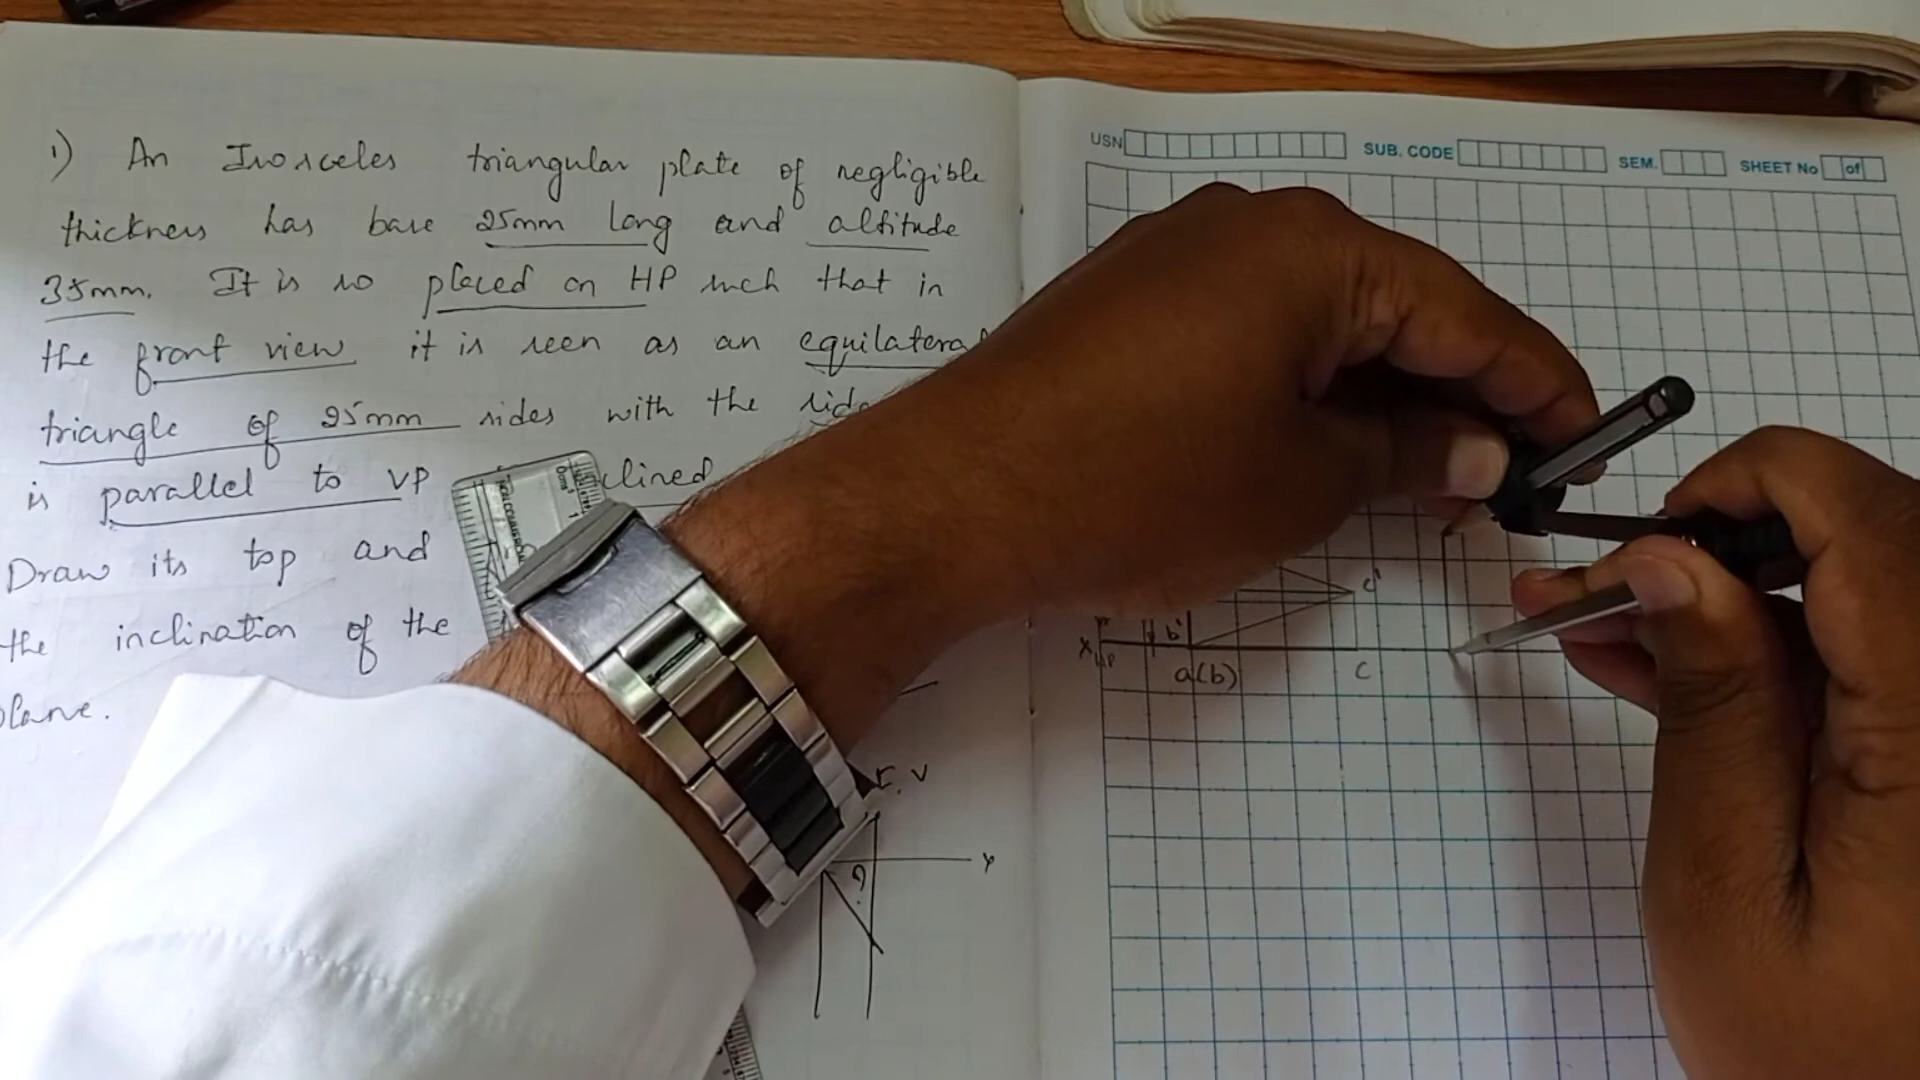 1) An Isosceles triangular plate of negligible
thickness has base 25mm long and altitude
35mm. It is so placed on HP such that in
the front view it is seen as an equilateral
triangle of 25mm sides with the side
is parallel to VP
Draw its top and
the inclination of the
plane.
F.V
y
?
USN
SUB. CODE
SEM.
SHEET No of
c'
b'
X
HP
a(b)
c